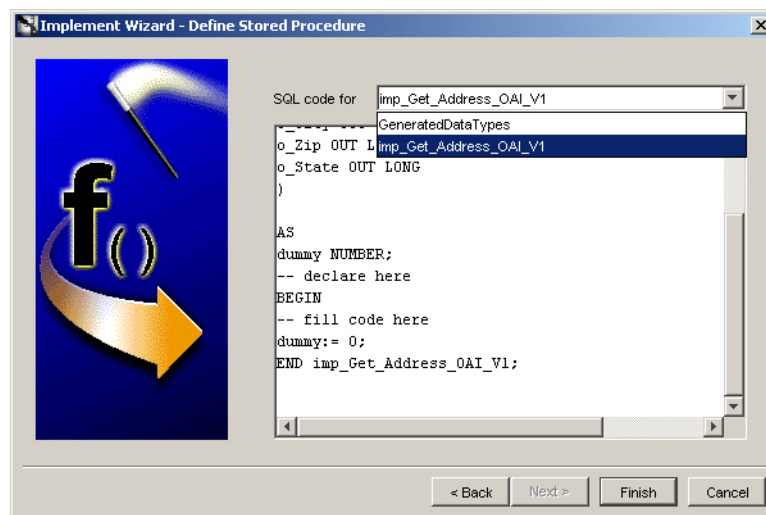 Implement Wizard - Define Stored Procedure
f()
SQL code for imp_Get_Address_OAI_V1
GeneratedDataTypes
imp_Get_Address_OAI_V1
o_Zip OUT L
o_State OUT LONG
)
AS
dummy NUMBER;
-- declare here
BEGIN
-- fill code here
dummy:= 0;
END imp_Get_Address_OAI_V1;
< Back Next > Finish Cancel